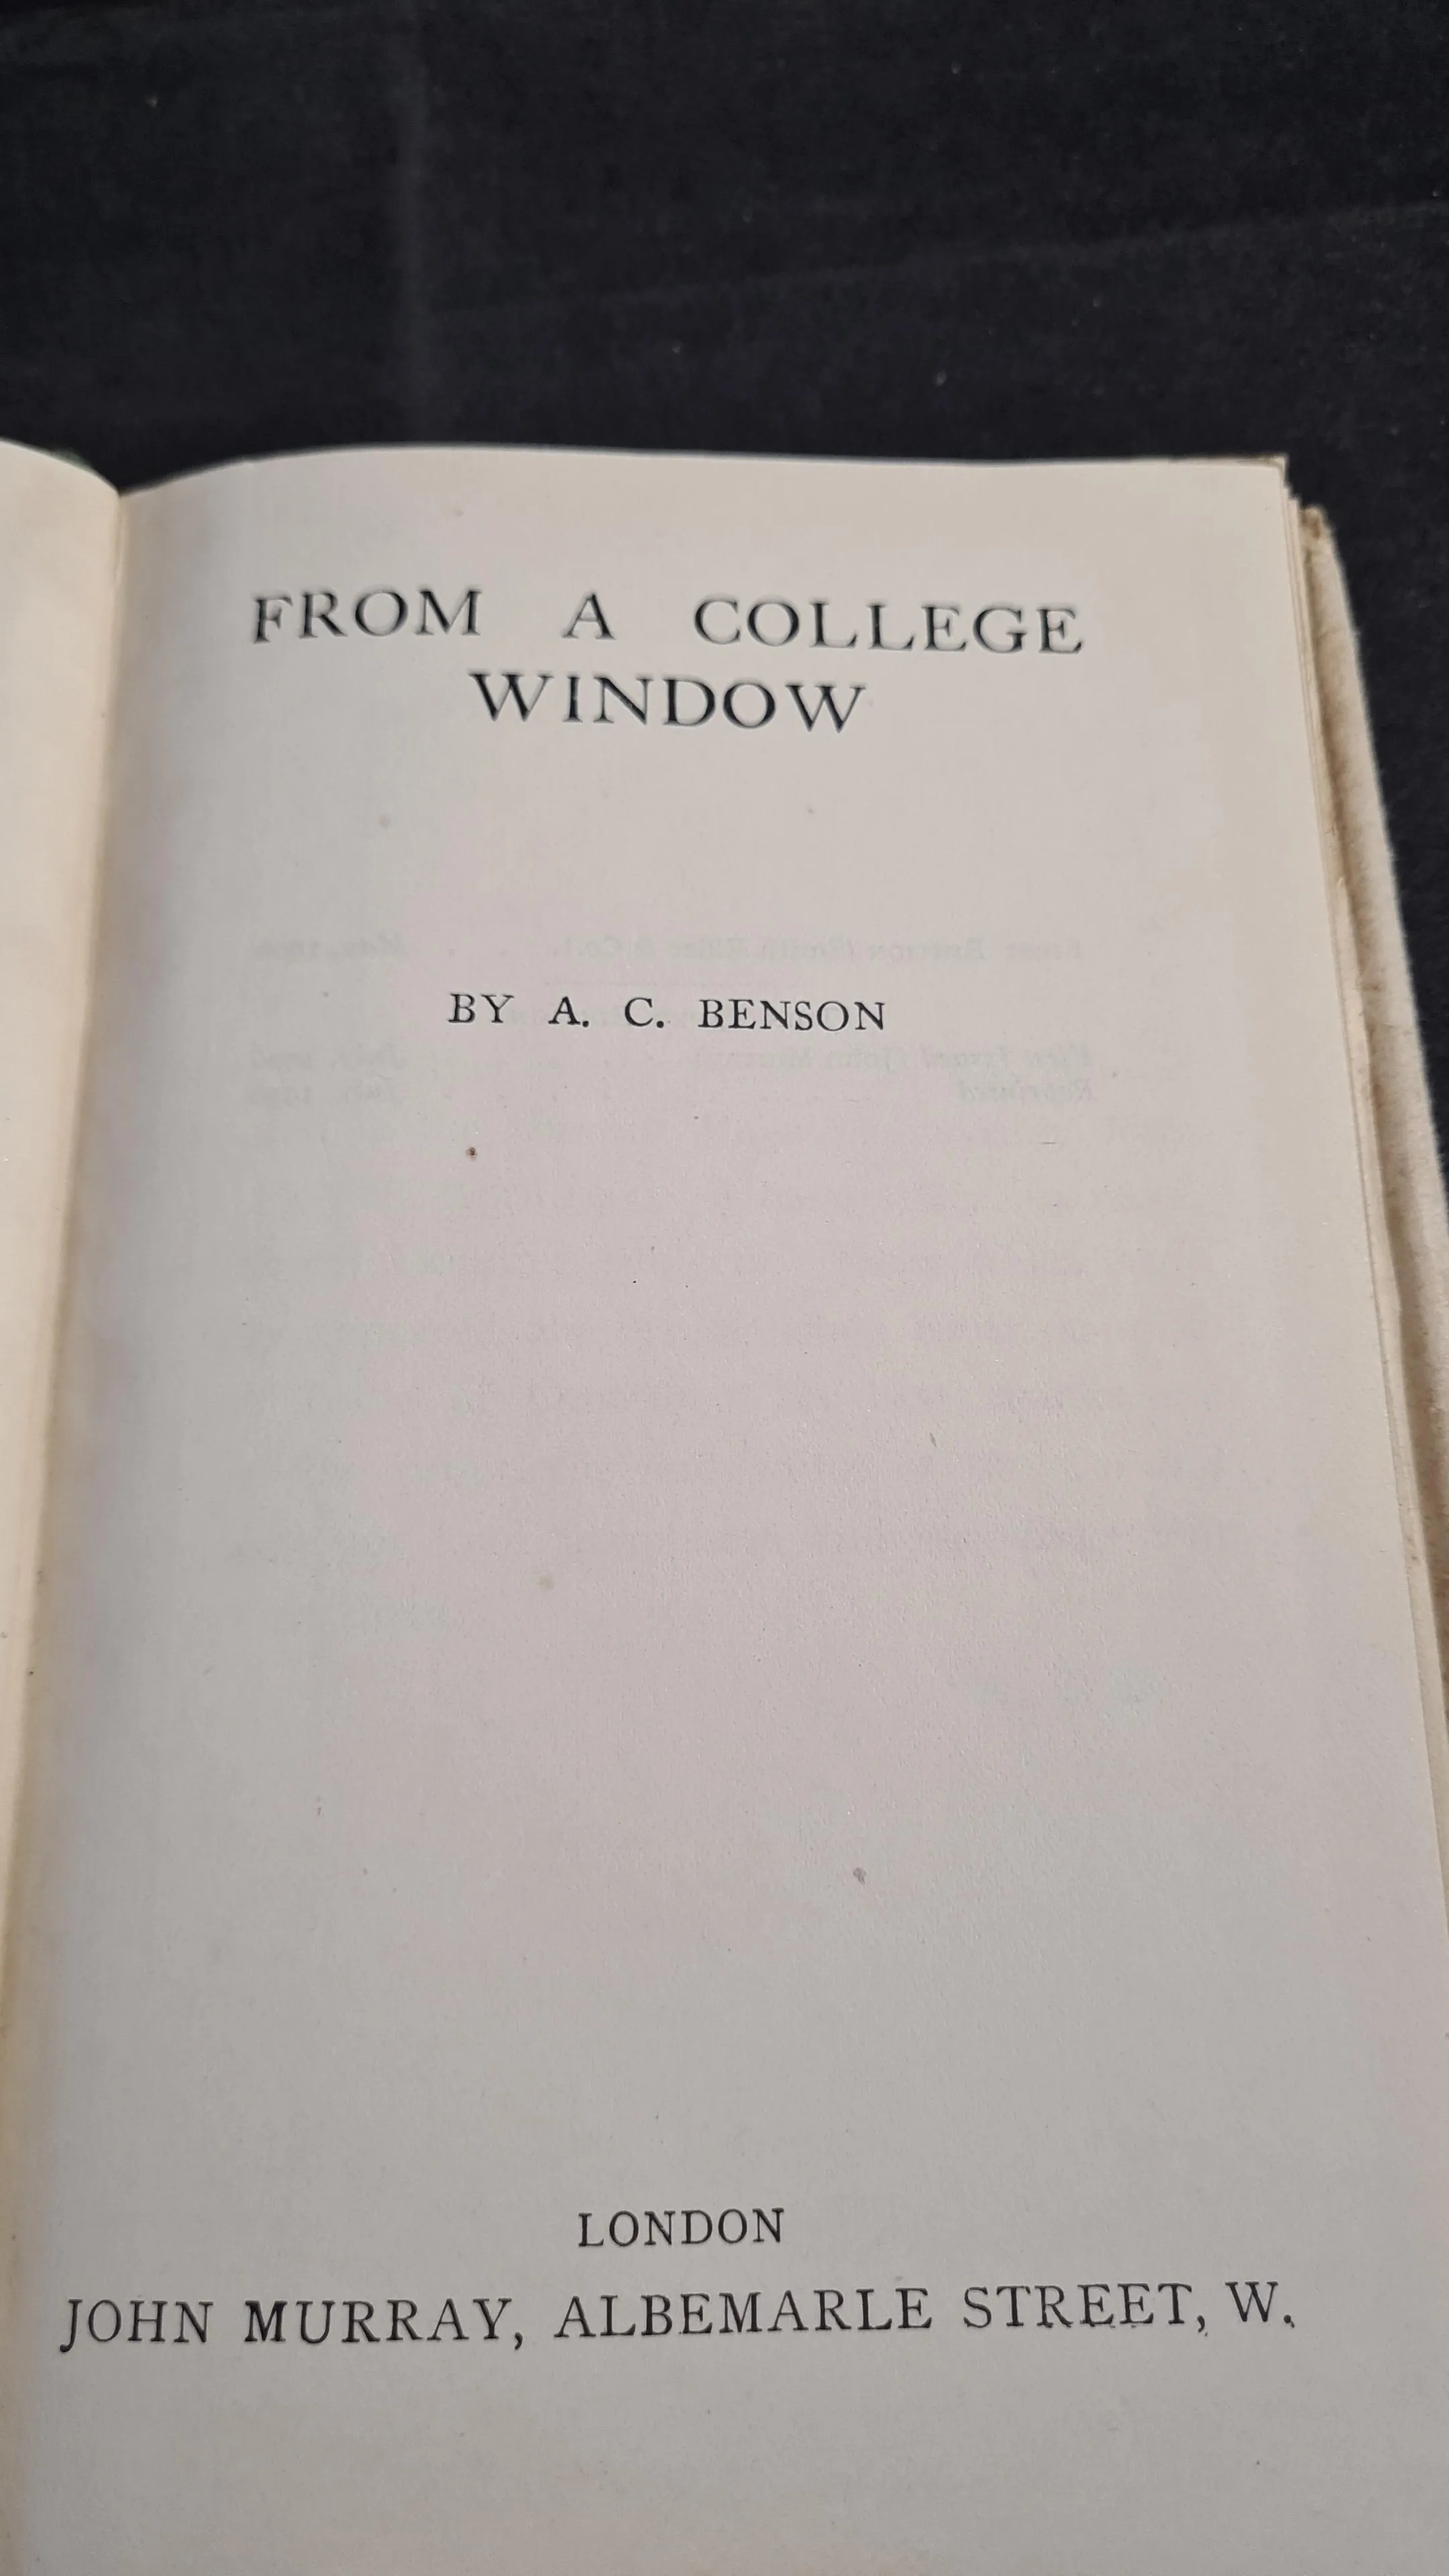 FROM A COLLEGE
WINDOW
BY A. C. BENSON
LONDON
JOHN MURRAY, ALBEMARLE STREET, W.